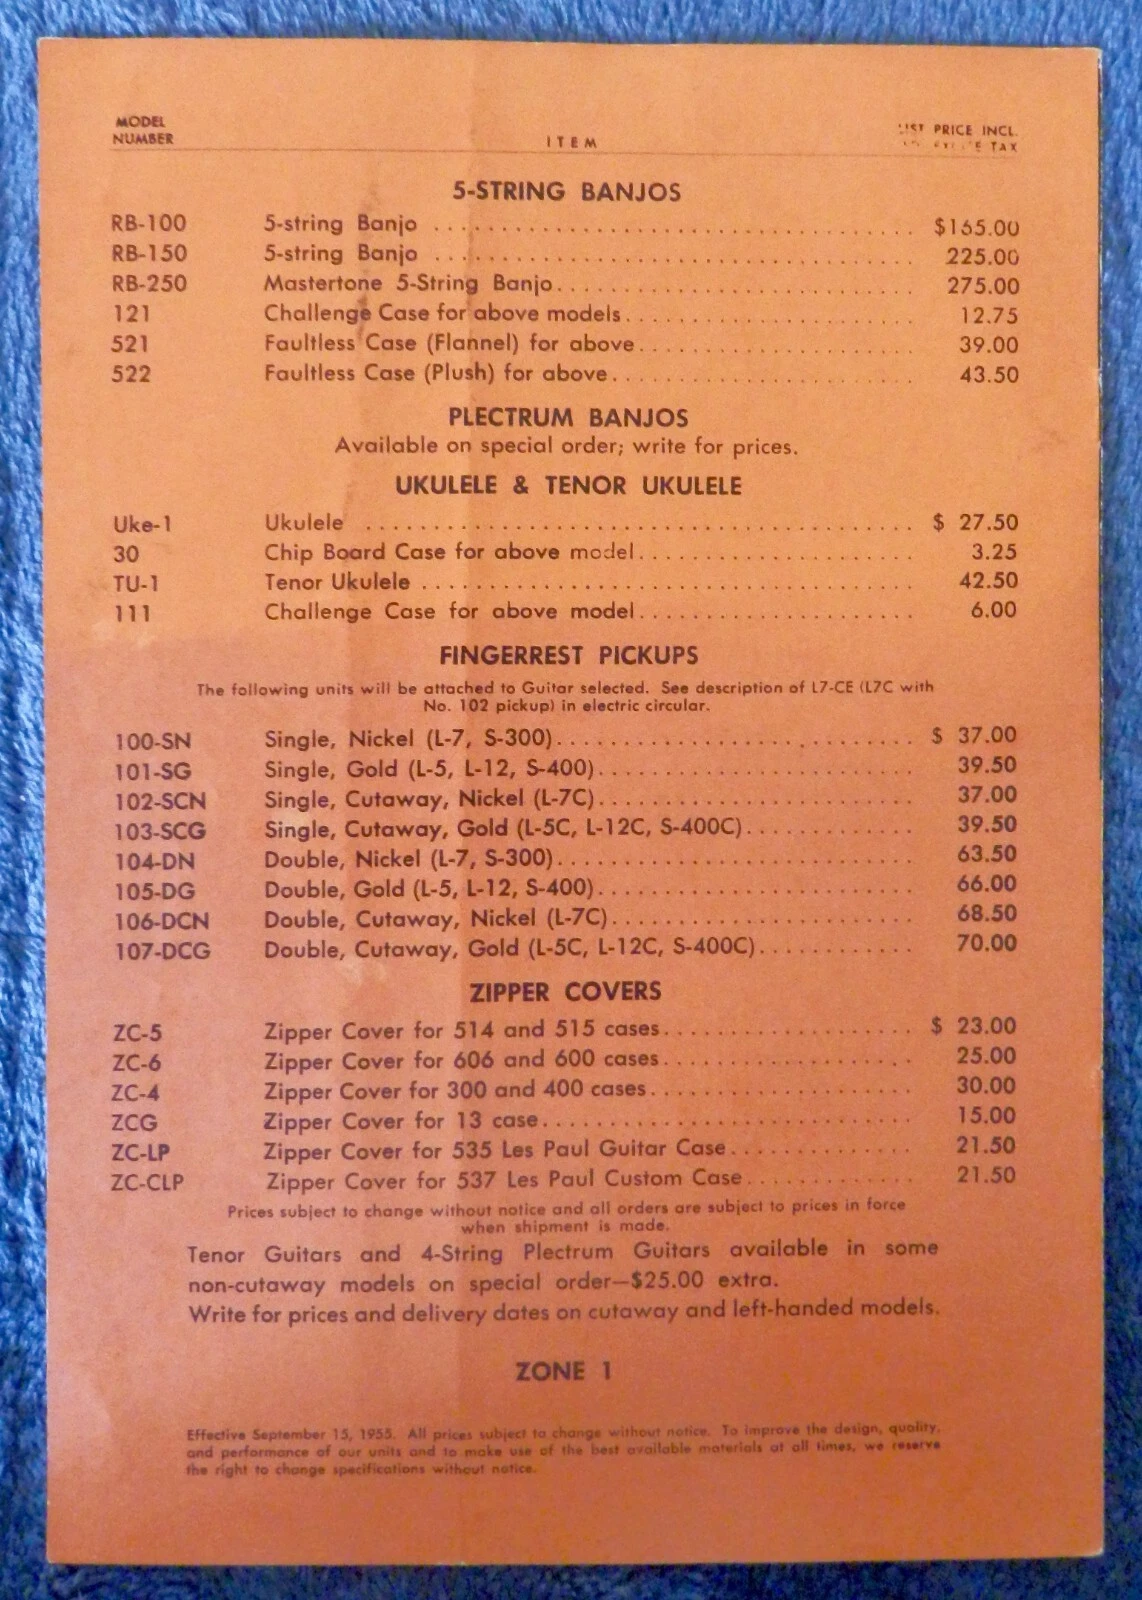 MODEL
NUMBER
ITEM
LIST PRICE INCL.
TAX
5-STRING BANJOS
RB-100 5-string Banjo .............................. $165.00
RB-150 5-string Banjo .............................. 225.00
RB-250 Mastertone 5-String Banjo.............................. 275.00
121 Challenge Case for above models.............................. 12.75
521 Faultless Case (Flannel) for above.............................. 39.00
522 Faultless Case (Plush) for above.............................. 43.50
PLECTRUM BANJOS
Available on special order; write for prices.
UKULELE & TENOR UKULELE
Uke-1 Ukulele .............................. $ 27.50
30 Chip Board Case for above model.............................. 3.25
TU-1 Tenor Ukulele .............................. 42.50
111 Challenge Case for above model.............................. 6.00
FINGERREST PICKUPS
The following units will be attached to Guitar selected. See description of L7-CE (L7C with
No. 102 pickup) in electric circular.
100-SN Single, Nickel (L-7, S-300).............................. $ 37.00
101-SG Single, Gold (L-5, L-12, S-400).............................. 39.50
102-SCN Single, Cutaway, Nickel (L-7C).............................. 37.00
103-SCG Single, Cutaway, Gold (L-5C, L-12C, S-400C).............................. 39.50
104-DN Double, Nickel (L-7, S-300).............................. 63.50
105-DG Double, Gold (L-5, L-12, S-400).............................. 66.00
106-DCN Double, Cutaway, Nickel (L-7C).............................. 68.50
107-DCG Double, Cutaway, Gold (L-5C, L-12C, S-400C).............................. 70.00
ZIPPER COVERS
ZC-5 Zipper Cover for 514 and 515 cases.............................. $ 23.00
ZC-6 Zipper Cover for 606 and 600 cases.............................. 25.00
ZC-4 Zipper Cover for 300 and 400 cases.............................. 30.00
ZCG Zipper Cover for 13 case.............................. 15.00
ZC-LP Zipper Cover for 535 Les Paul Guitar Case.............................. 21.50
ZC-CLP Zipper Cover for 537 Les Paul Custom Case.............................. 21.50
Prices subject to change without notice and all orders are subject to prices in force
when shipment is made.
Tenor Guitars and 4-String Plectrum Guitars available in some
non-cutaway models on special order—$25.00 extra.
Write for prices and delivery dates on cutaway and left-handed models.
ZONE 1
Effective September 15, 1955. All prices subject to change without notice. To improve the design, quality,
and performance of our units and to make use of the best available materials at all times, we reserve
the right to change specifications without notice.